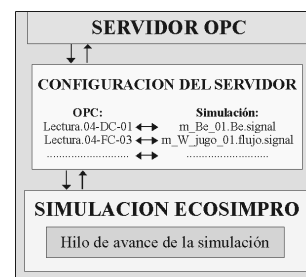 SERVIDOR OPC
CONFIGURACION DEL SERVIDOR
OPC: Simulación:
Lectura.04-DC-01 m_Be_01.Be.signal
Lectura.04-FC-03 m_W_jugo_01.flujo.signal
........................ ........................
SIMULACION ECOSIMPRO
Hilo de avance de la simulación